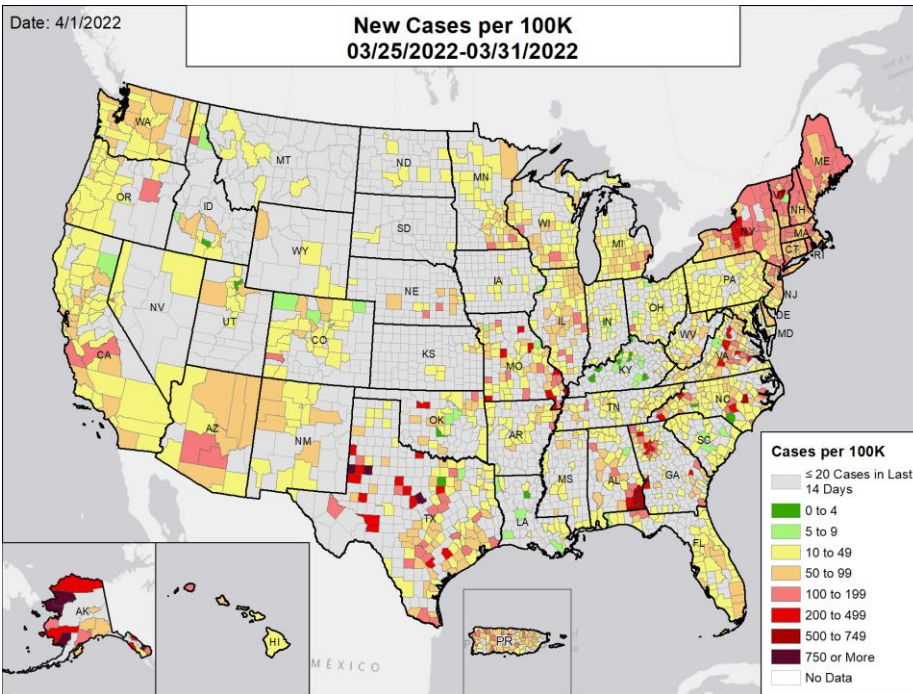 Date: 4/1/2022
New Cases per 100K
03/25/2022-03/31/2022
WA
MT
ND
MN
ME
OR
ID
WI
NH
NY
MA
SD
MI
CT
RI
WY
IA
PA
NJ
NE
OH
NV
IL
IN
DE
UT
MD
WV
CO
VA
CA
KS
MO
KY
NC
TN
OK
AZ
NM
AR
SC
MS
AL
GA
TX
LA
FL
AK
HI
PR
MEXICO
Cases per 100K
≤ 20 Cases in Last
14 Days
0 to 4
5 to 9
10 to 49
50 to 99
100 to 199
200 to 499
500 to 749
750 or More
No Data